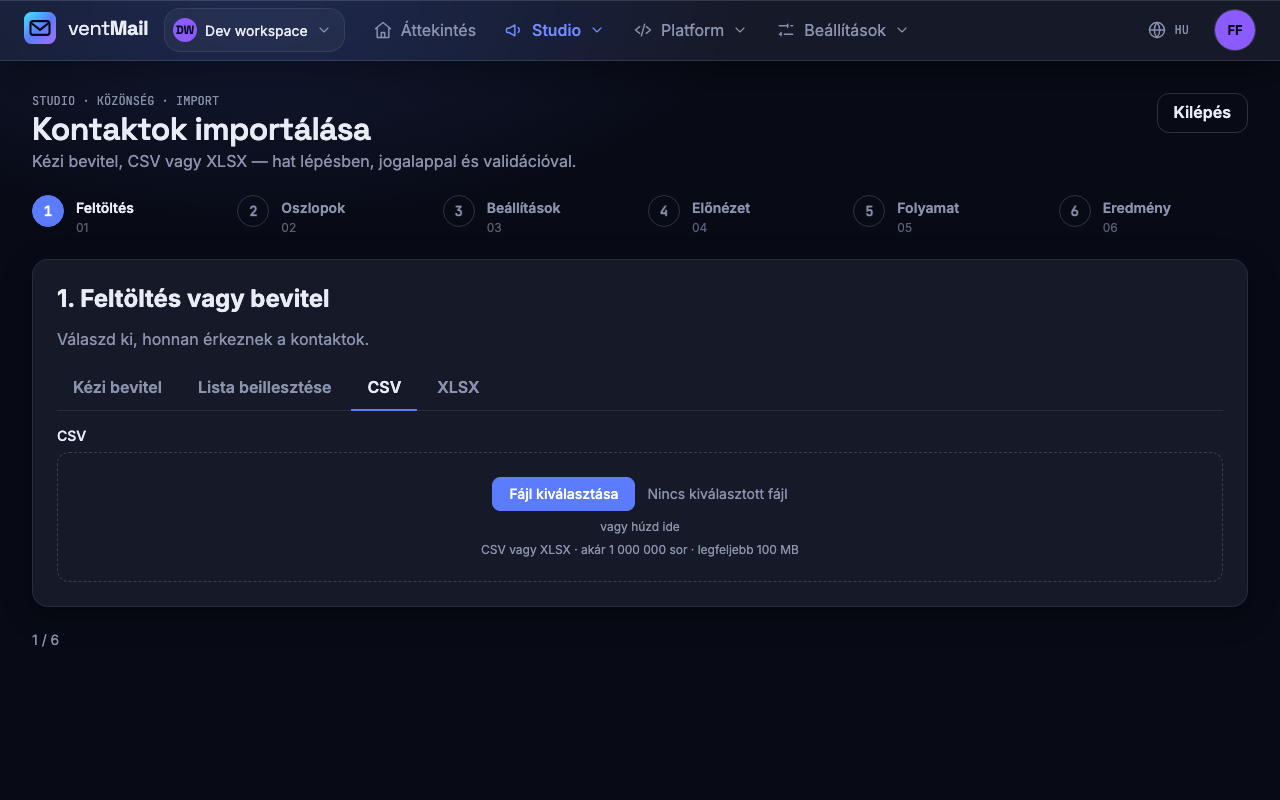 ventMail
DW Dev workspace
Áttekintés
Studio
Platform
Beállítások
HU
FF
STUDIO · KÖZÖNSÉG · IMPORT
Kontaktok importálása
Kilépés
Kézi bevitel, CSV vagy XLSX — hat lépésben, jogalappal és validációval.
1 Feltöltés
01
2 Oszlopok
02
3 Beállítások
03
4 Előnézet
04
5 Folyamat
05
6 Eredmény
06
1. Feltöltés vagy bevitel
Válaszd ki, honnan érkeznek a kontaktok.
Kézi bevitel
Lista beillesztése
CSV
XLSX
CSV
Fájl kiválasztása Nincs kiválasztott fájl
vagy húzd ide
CSV vagy XLSX · akár 1 000 000 sor · legfeljebb 100 MB
1 / 6